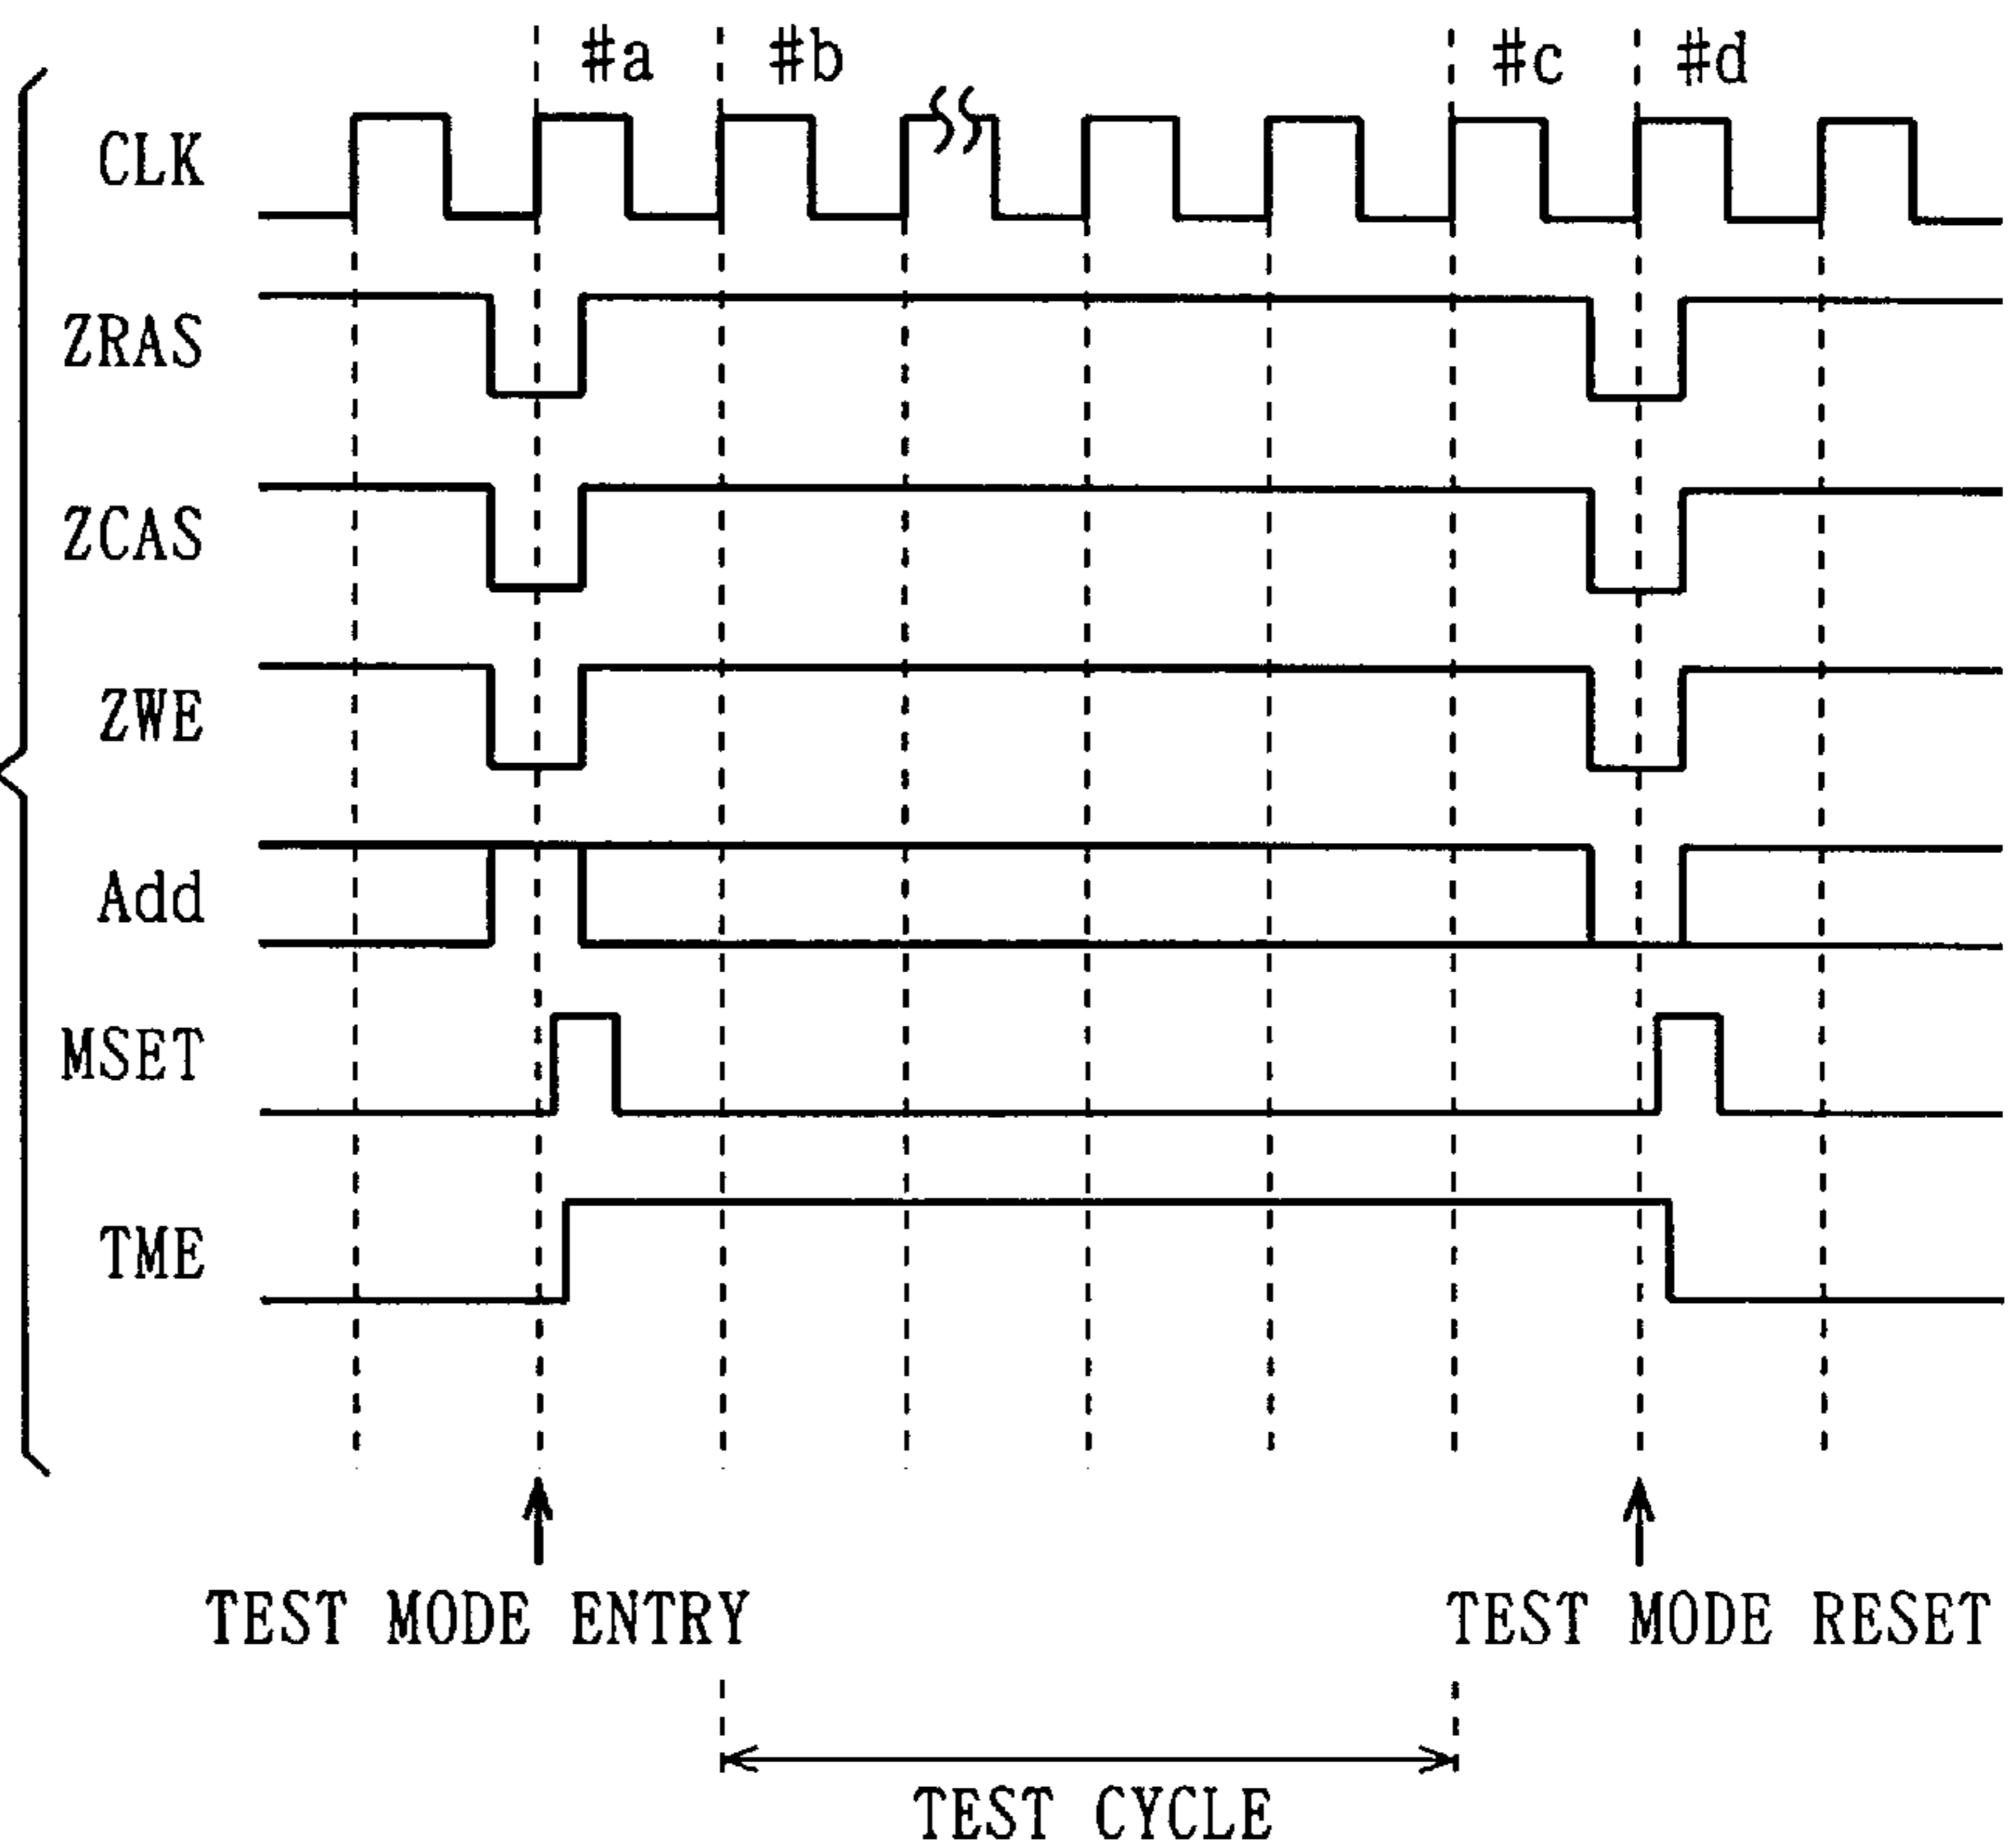 #a #b #c #d
CLK
ZRAS
ZCAS
ZWE
Add
MSET
TME
TEST MODE ENTRY TEST MODE RESET
TEST CYCLE